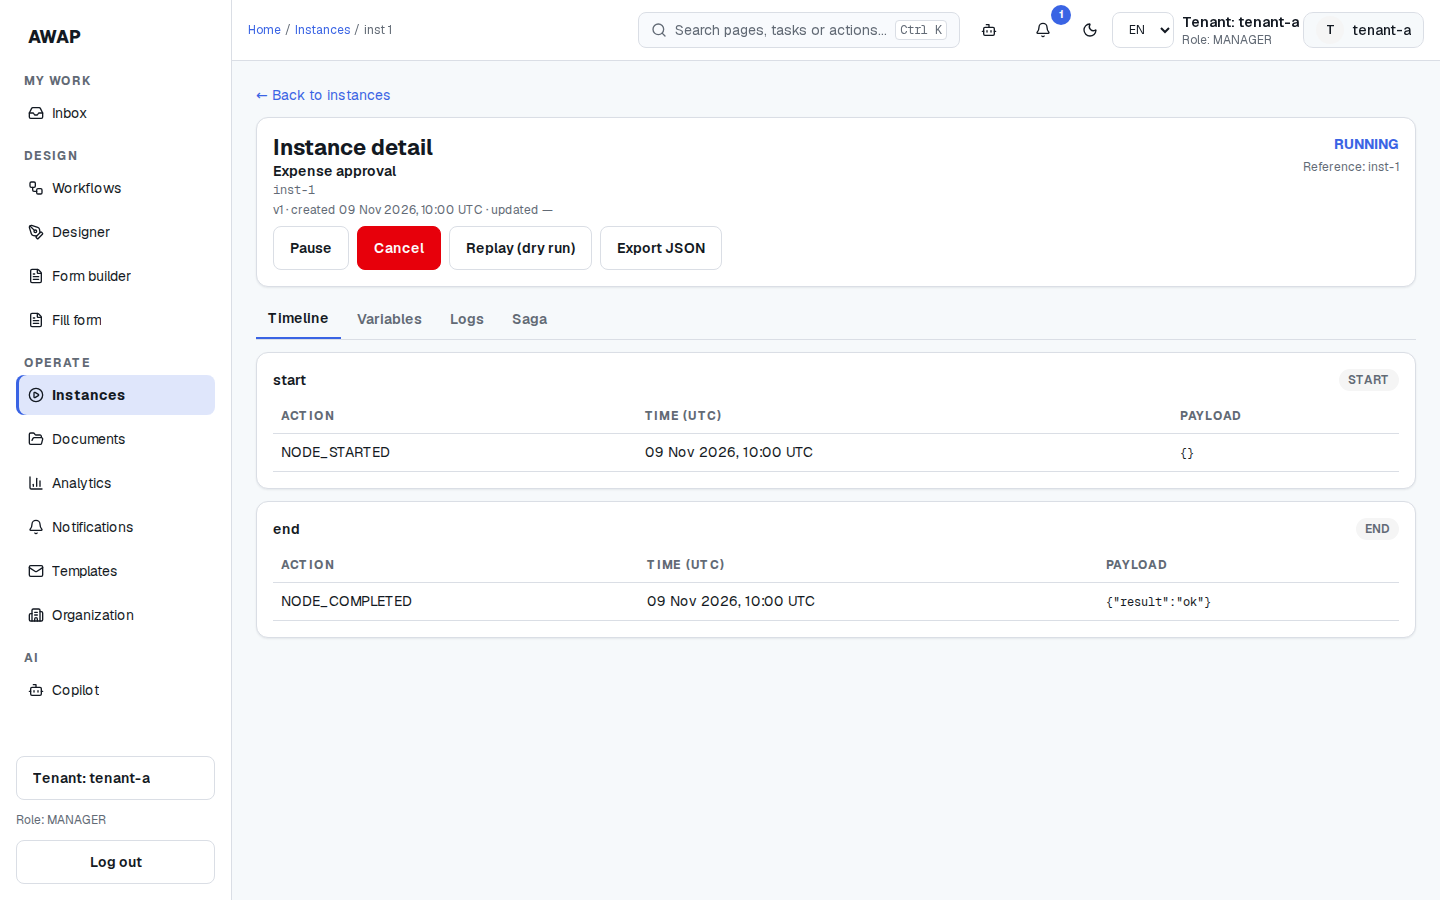 AWAP
MY WORK
Inbox
DESIGN
Workflows
Designer
Form builder
Fill form
OPERATE
Instances
Documents
Analytics
Notifications
Templates
Organization
AI
Copilot
Tenant: tenant-a
Role: MANAGER
Log out
Home / Instances / inst 1
Search pages, tasks or actions... Ctrl K
1
EN
Tenant: tenant-a
Role: MANAGER
T tenant-a
← Back to instances
Instance detail
RUNNING
Expense approval
Reference: inst-1
inst-1
v1 · created 09 Nov 2026, 10:00 UTC · updated —
Pause Cancel Replay (dry run) Export JSON
Timeline Variables Logs Saga
start START
ACTION TIME (UTC) PAYLOAD
NODE_STARTED 09 Nov 2026, 10:00 UTC {}
end END
ACTION TIME (UTC) PAYLOAD
NODE_COMPLETED 09 Nov 2026, 10:00 UTC {"result":"ok"}